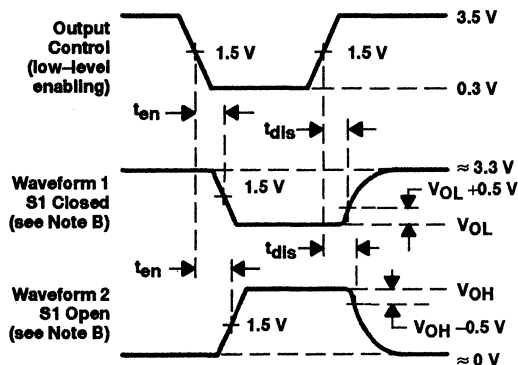 Output
Control
(low–level
enabling)
3.5 V
1.5 V
1.5 V
0.3 V
ten
tdis
Waveform 1
S1 Closed
(see Note B)
≈ 3.3 V
1.5 V
VOL +0.5 V
VOL
tdis
ten
Waveform 2
S1 Open
(see Note B)
VOH
1.5 V
VOH –0.5 V
≈ 0 V